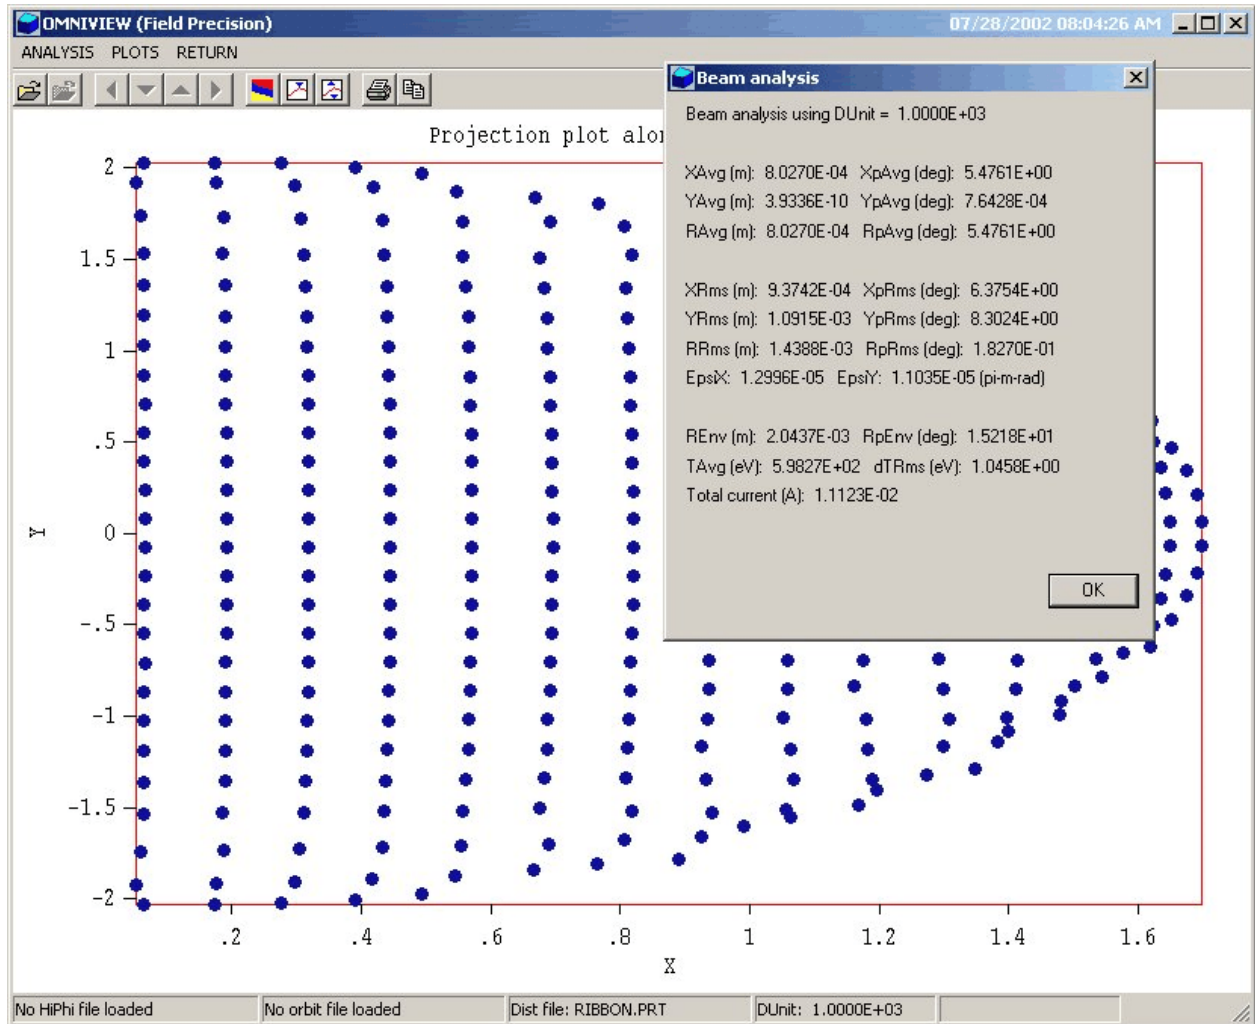 OMNIVIEW (Field Precision) 07/28/2002 08:04:26 AM
ANALYSIS PLOTS RETURN
Projection plot alon
Beam analysis
Beam analysis using DUnit = 1.0000E+03
XAvg (m): 8.0270E-04 XpAvg (deg): 5.4761E+00
YAvg (m): 3.9336E-10 YpAvg (deg): 7.6428E-04
RAvg (m): 8.0270E-04 RpAvg (deg): 5.4761E+00
XRms (m): 9.3742E-04 XpRms (deg): 6.3754E+00
YRms (m): 1.0915E-03 YpRms (deg): 8.3024E+00
RRms (m): 1.4388E-03 RpRms (deg): 1.8270E-01
EpsiX: 1.2996E-05 EpsiY: 1.1035E-05 (pi-m-rad)
REnv (m): 2.0437E-03 RpEnv (deg): 1.5218E+01
TAvg (eV): 5.9827E+02 dTRms (eV): 1.0458E+00
Total current (A): 1.1123E-02
OK
2
1.5
1
.5
0
-.5
-1
-1.5
-2
Y
.2 .4 .6 .8 1 1.2 1.4 1.6
X
No HiPhi file loaded No orbit file loaded Dist file: RIBBON.PRT DUnit: 1.0000E+03